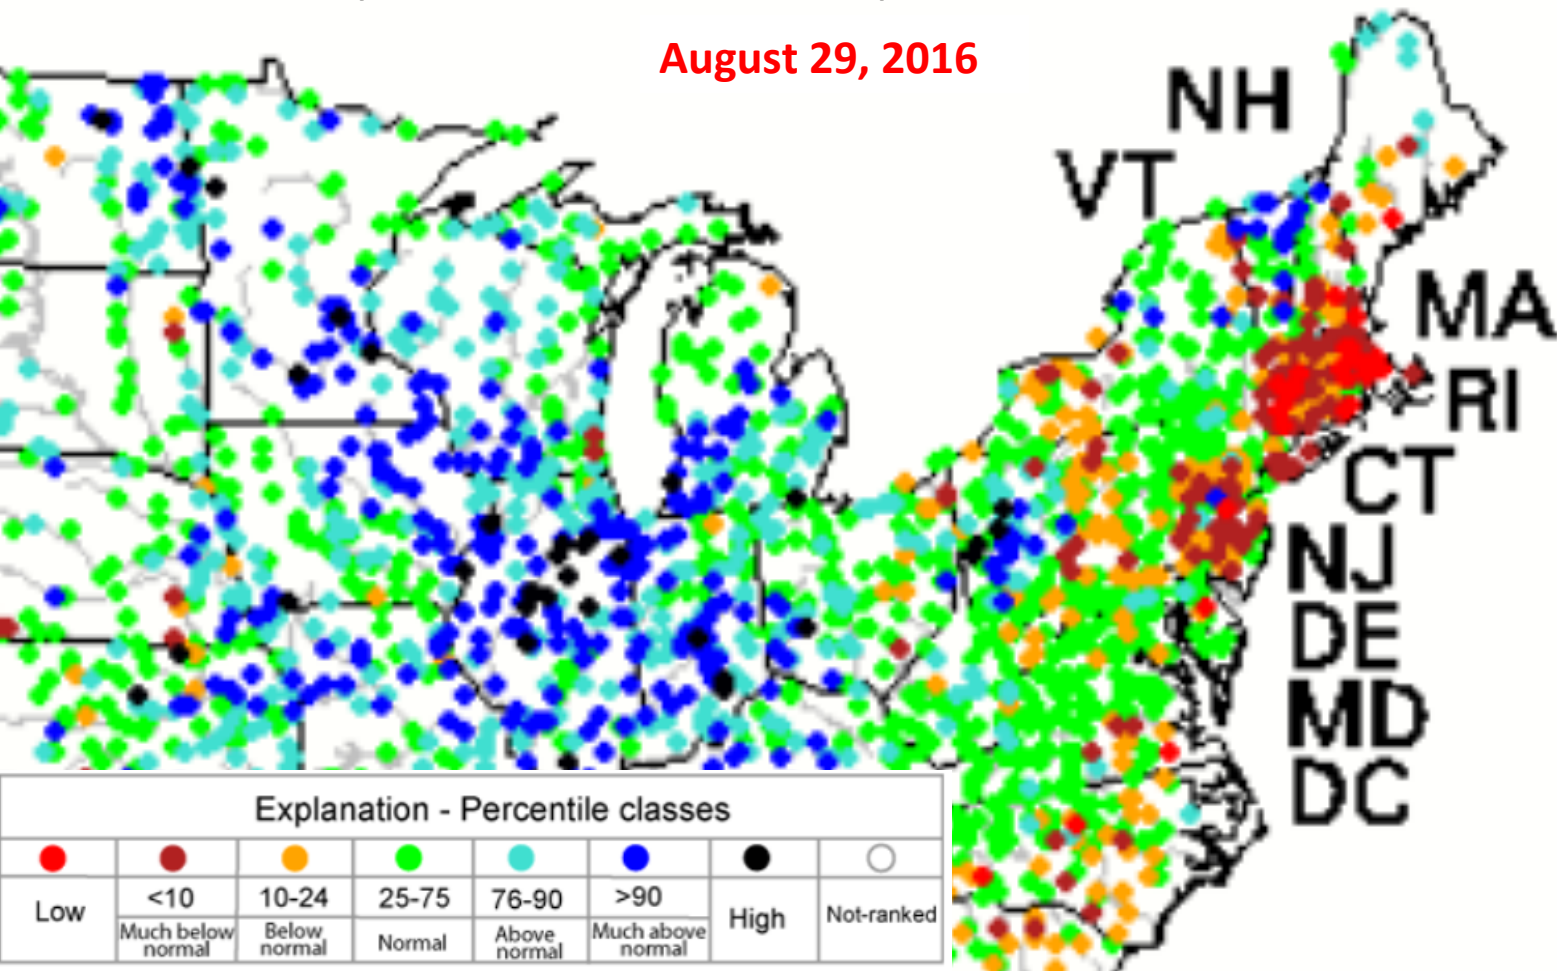 August 29, 2016
NH
VT
MA
RI
CT
NJ
DE
MD
DC
Explanation - Percentile classes
Low
<10
10-24
25-75
76-90
>90
High
Not-ranked
Much below
normal
Below
normal
Normal
Above
normal
Much above
normal